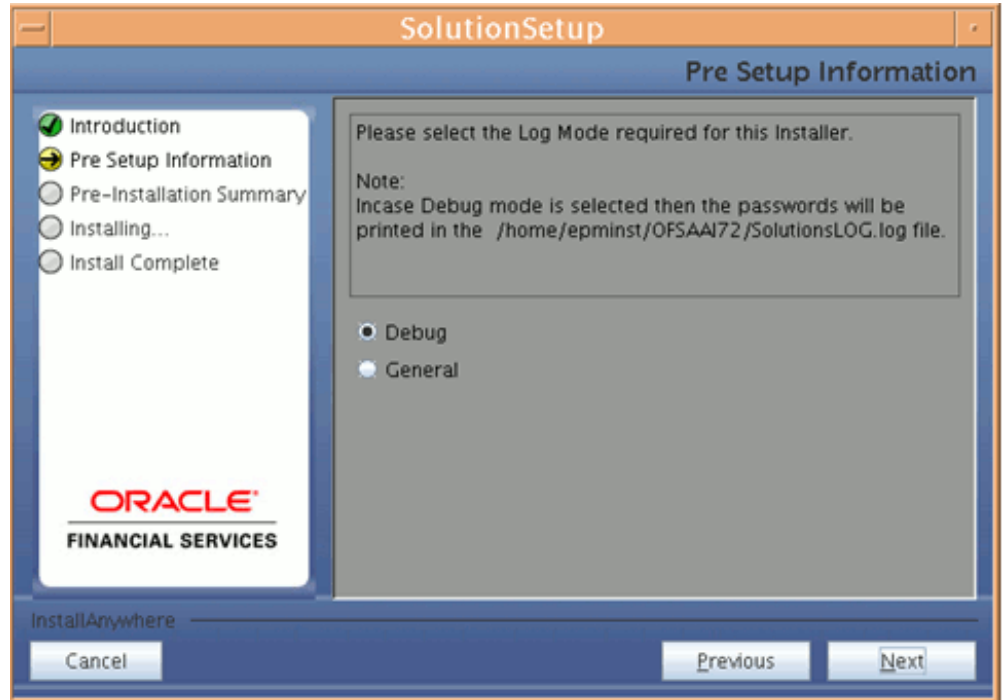 SolutionSetup
Pre Setup Information
Introduction
Pre Setup Information
Pre-Installation Summary
Installing...
Install Complete
ORACLE
FINANCIAL SERVICES
Please select the Log Mode required for this Installer.
Note:
Incase Debug mode is selected then the passwords will be
printed in the /home/epminst/OFSAAI72/SolutionsLOG.log file.
Debug
General
InstallAnywhere
Cancel
Previous
Next